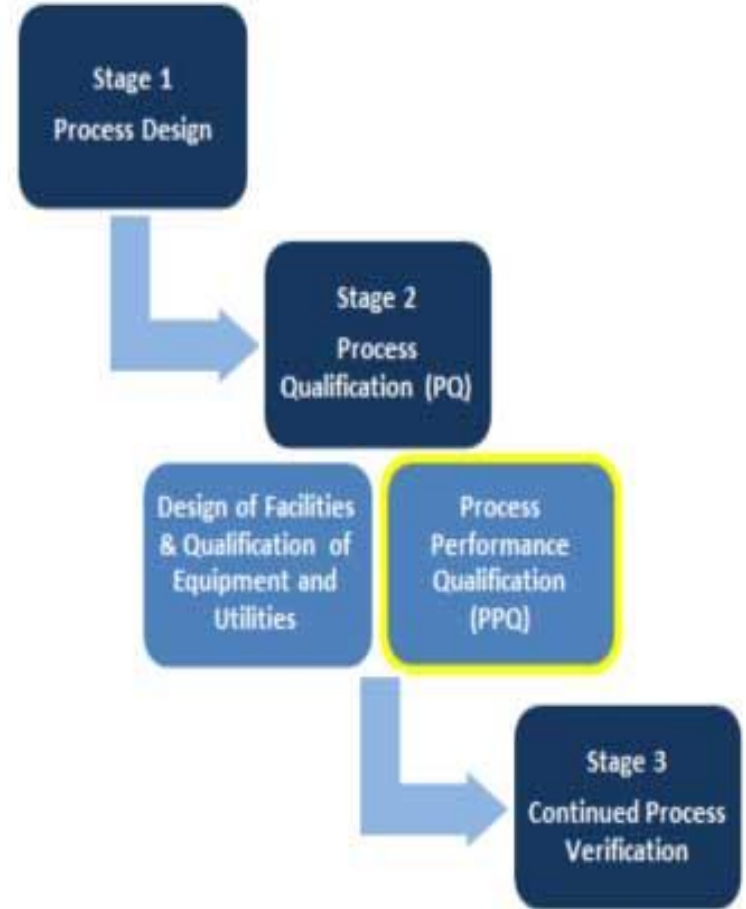 Stage 1
Process Design
Stage 2
Process
Qualification (PQ)
Design of Facilities
& Qualification of
Equipment and
Utilities
Process
Performance
Qualification
(PPQ)
Stage 3
Continued Process
Verification